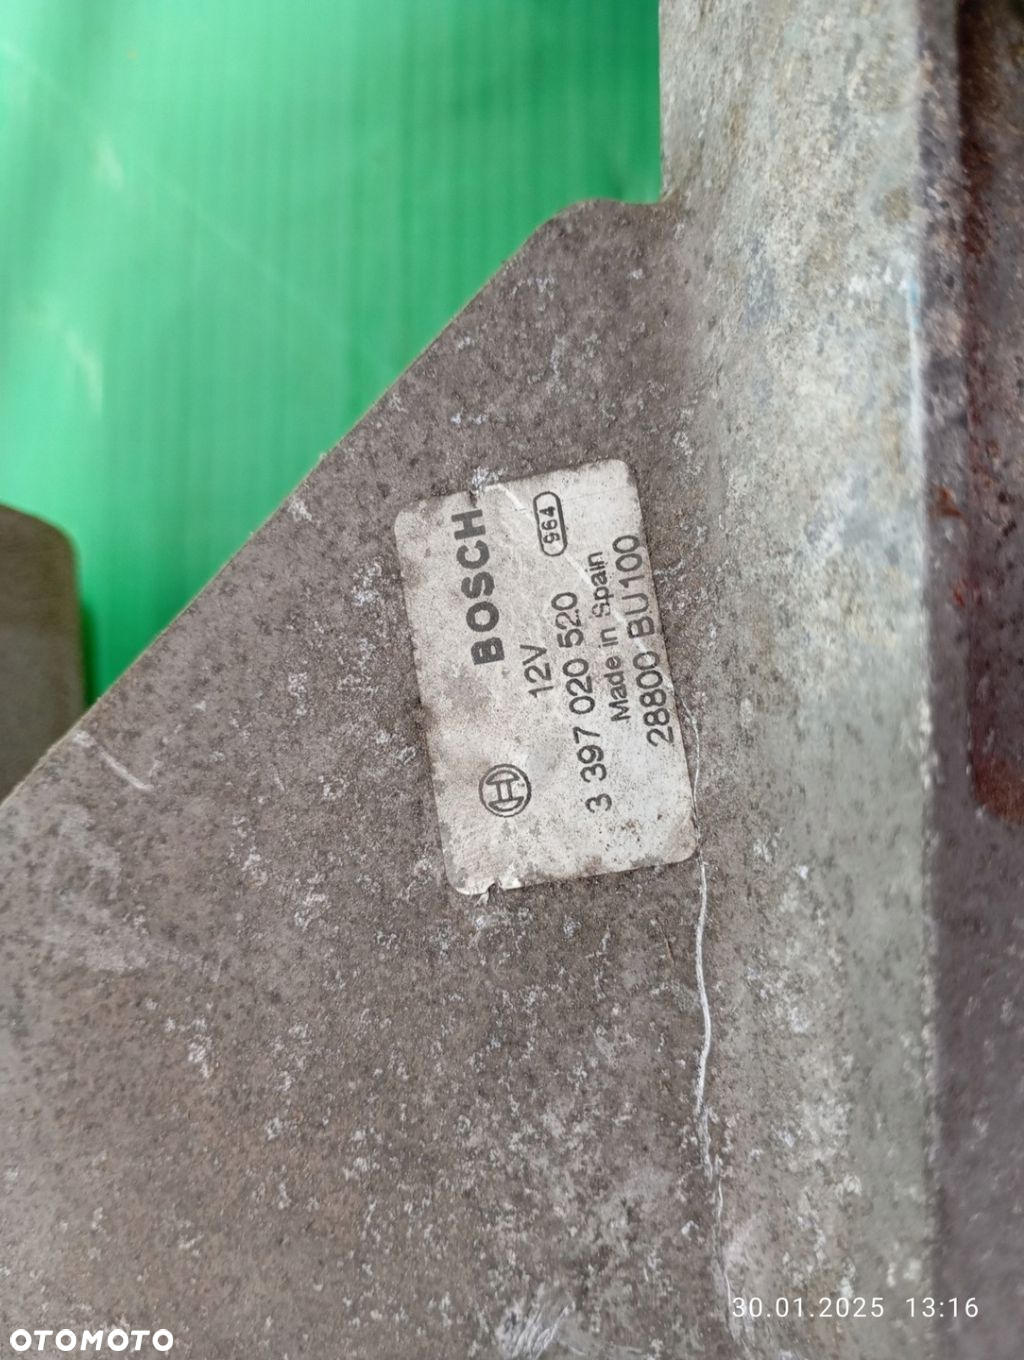 BOSCH
964
12V
3 397 020 520
Made in Spain
28800 BU100
30.01.2025 13:16
OTOMOTO